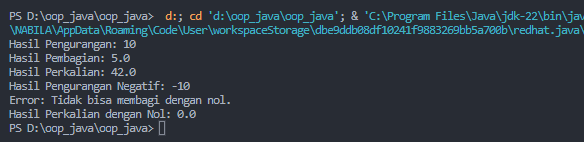 PS D:\oop_java\oop_java>  d:; cd 'd:\oop_java\oop_java'; & 'C:\Program Files\Java\jdk-22\bin\jav
\NABILA\AppData\Roaming\Code\User\workspaceStorage\dbe9ddb08df10241f9883269bb5a700b\redhat.java\
Hasil Pengurangan: 10
Hasil Pembagian: 5.0
Hasil Perkalian: 42.0
Hasil Pengurangan Negatif: -10
Error: Tidak bisa membagi dengan nol.
Hasil Perkalian dengan Nol: 0.0
PS D:\oop_java\oop_java>